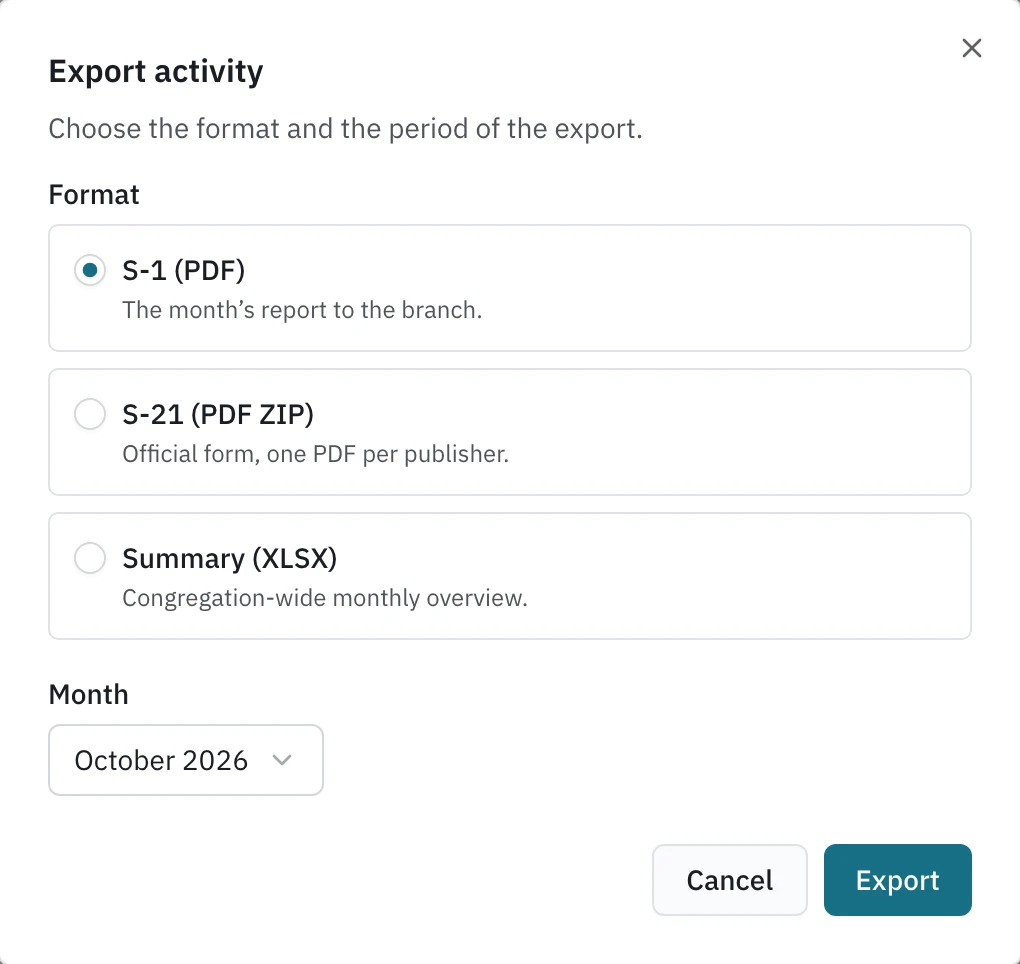 Export activity
Choose the format and the period of the export.
Format
S-1 (PDF)
The month’s report to the branch.
S-21 (PDF ZIP)
Official form, one PDF per publisher.
Summary (XLSX)
Congregation-wide monthly overview.
Month
October 2026
Cancel
Export